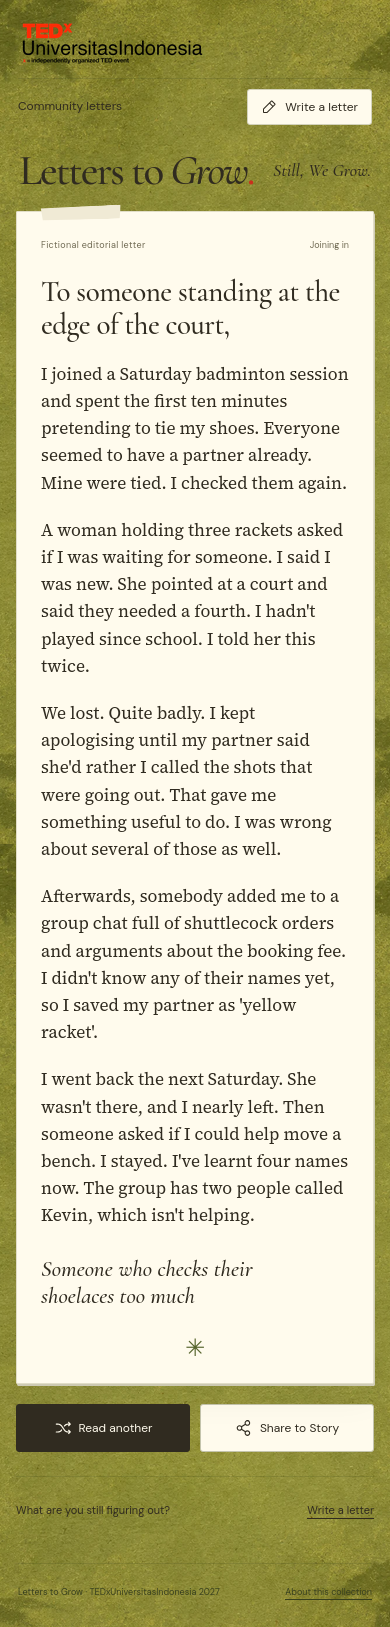 TEDx
UniversitasIndonesia
x = independently organized TED event
Community letters
Write a letter
Letters to Grow.
Still, We Grow.
Fictional editorial letter
Joining in
To someone standing at the
edge of the court,
I joined a Saturday badminton session
and spent the first ten minutes
pretending to tie my shoes. Everyone
seemed to have a partner already.
Mine were tied. I checked them again.
A woman holding three rackets asked
if I was waiting for someone. I said I
was new. She pointed at a court and
said they needed a fourth. I hadn't
played since school. I told her this
twice.
We lost. Quite badly. I kept
apologising until my partner said
she'd rather I called the shots that
were going out. That gave me
something useful to do. I was wrong
about several of those as well.
Afterwards, somebody added me to a
group chat full of shuttlecock orders
and arguments about the booking fee.
I didn't know any of their names yet,
so I saved my partner as 'yellow
racket'.
I went back the next Saturday. She
wasn't there, and I nearly left. Then
someone asked if I could help move a
bench. I stayed. I've learnt four names
now. The group has two people called
Kevin, which isn't helping.
Someone who checks their
shoelaces too much
Read another
Share to Story
What are you still figuring out?
Write a letter
Letters to Grow · TEDxUniversitasIndonesia 2027
About this collection